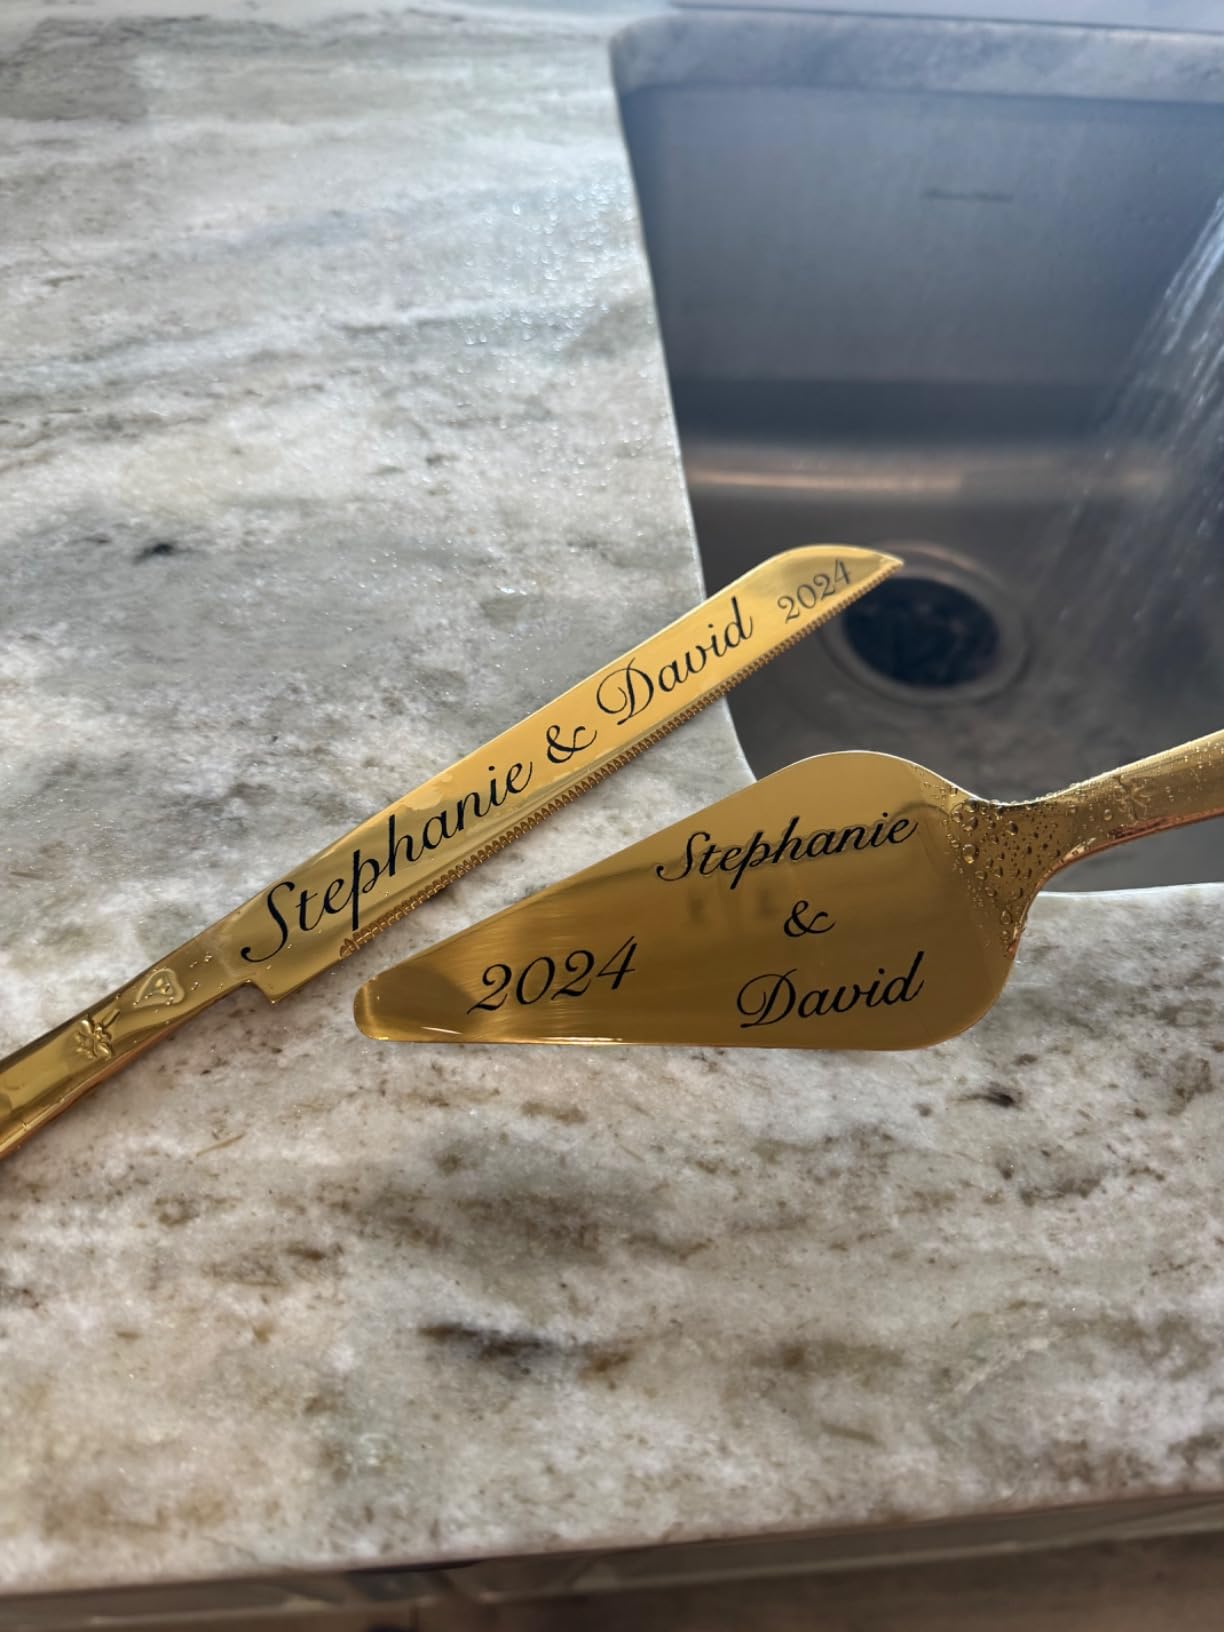 Stephanie & David 2024
Stephanie
&
David
2024